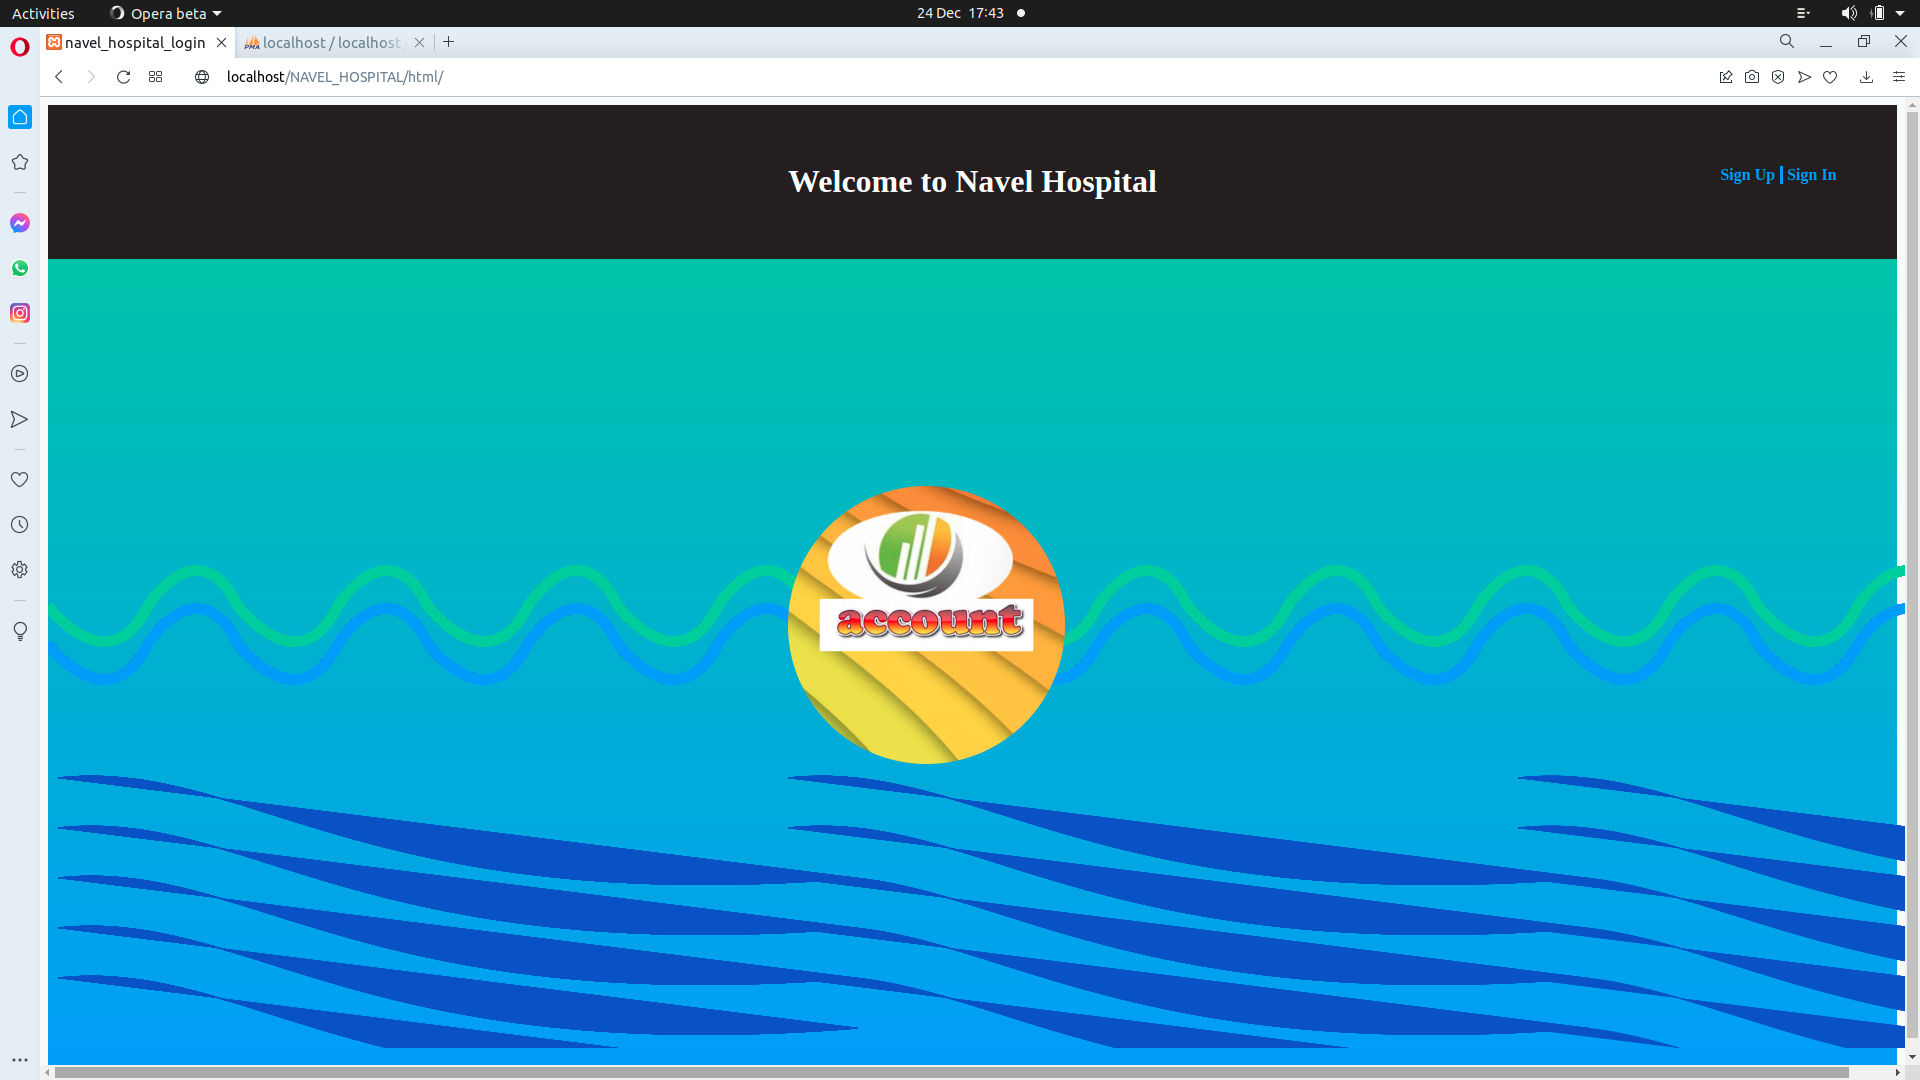 Activities
Opera beta
24 Dec 17:43
navel_hospital_login
PMA
localhost / localhost
localhost/NAVEL_HOSPITAL/html/
Welcome to Navel Hospital
Sign Up | Sign In
account